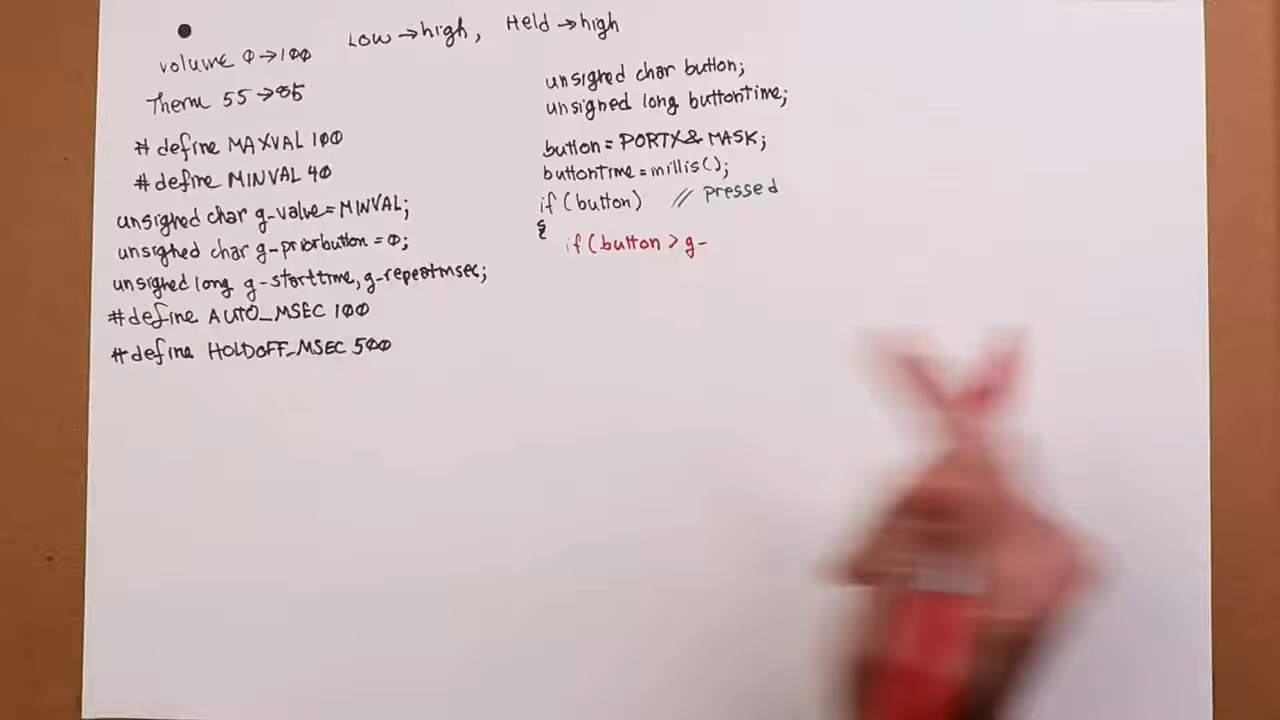 Low → high, Held → high
volume 0 → 100
Therm 55 → 85
# define MAXVAL 100
# define MINVAL 40
unsigned char g-value = MINVAL;
unsigned char g-priorbutton = 0;
unsigned long g-starttime, g-repeatmsec;
#define AUTO_MSEC 100
#define HOLDOFF_MSEC 500
unsigned char button;
unsigned long buttontime;
button = PORTX & MASK;
buttontime = millis();
if (button) // pressed
{
if (button > g-